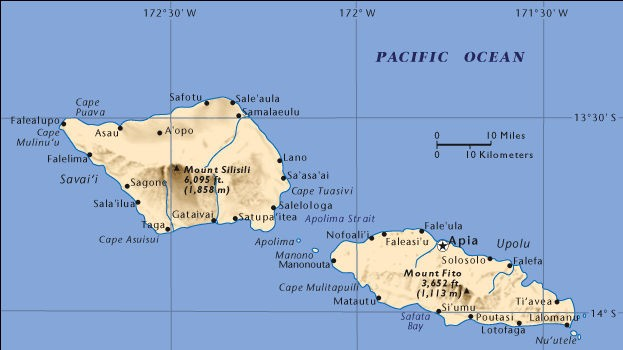 172°30'W
172°W
171°30'W
PACIFIC OCEAN
Safotu
Sale'aula
Samalaeulu
Cape
Puava
Falealupo
Cape
Mulinu'u
Asau
A'opo
13°30'S
10 Miles
10 Kilometers
Falelima
Lano
Mount Silisili
6,095 ft.
(1,858 m)
Sa'asa'ai
Savai'i
Sagone
Cape Tuasivi
Sala'ilua
Salelologa
Gataivai
Satupa'itea
Apolima Strait
Taga
Cape Asuisui
Fale'ula
Nofoali'i
Faleasi'u
Apia
Upolu
Apolima
Manono
Manonouta
Solosolo
Falefa
Mount Fito
3,652 ft.
(1,113 m)
Cape Mulitapuili
Matautu
Si'umu
Ti'avea
14°S
Safata
Bay
Poutasi
Lalomanu
Lotofaga
Nu'utele